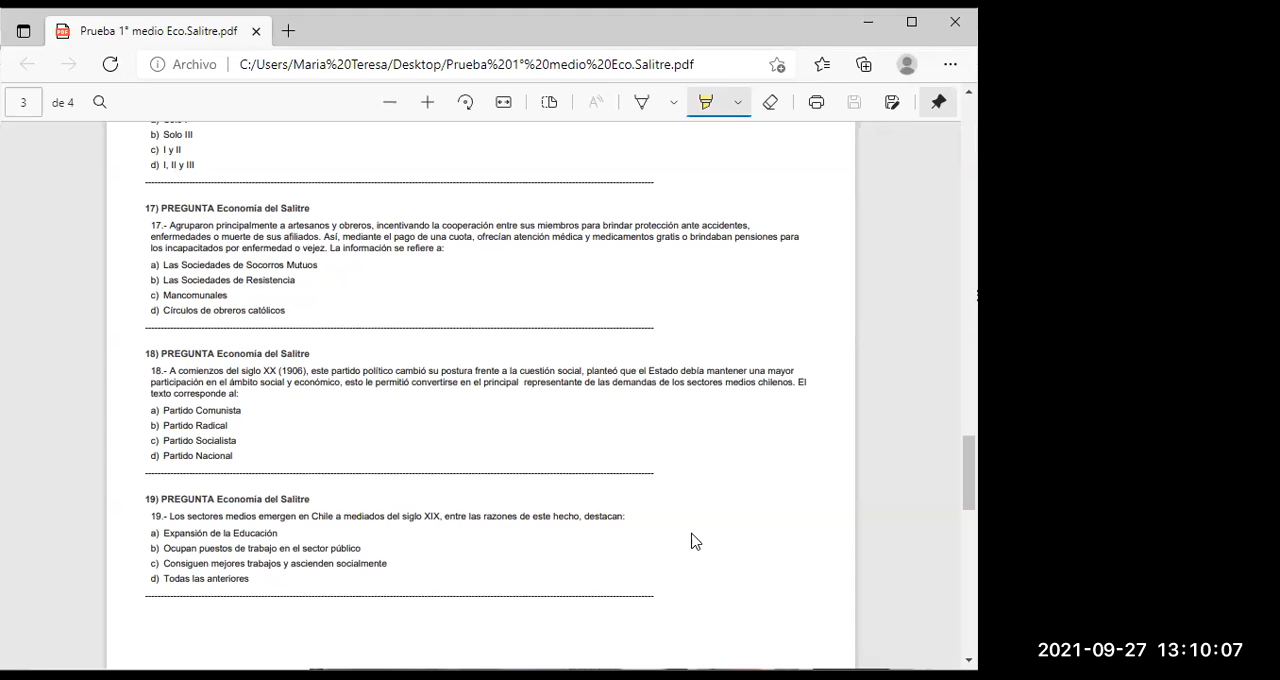 Prueba 1° medio Eco.Salitre.pdf
Archivo
C:/Users/Maria%20Teresa/Desktop/Prueba%201°%20medio%20Eco.Salitre.pdf
3 de 4
b) Solo III
c) I y II
d) I, II y III
17) PREGUNTA Economía del Salitre
17.- Agruparon principalmente a artesanos y obreros, incentivando la cooperación entre sus miembros para brindar protección ante accidentes,
enfermedades o muerte de sus afiliados. Así, mediante el pago de una cuota, ofrecían atención médica y medicamentos gratis o brindaban pensiones para
los incapacitados por enfermedad o vejez. La información se refiere a:
a) Las Sociedades de Socorros Mutuos
b) Las Sociedades de Resistencia
c) Mancomunales
d) Círculos de obreros católicos
18) PREGUNTA Economía del Salitre
18.- A comienzos del siglo XX (1906), este partido político cambió su postura frente a la cuestión social, planteó que el Estado debía mantener una mayor
participación en el ámbito social y económico, esto le permitió convertirse en el principal representante de las demandas de los sectores medios chilenos. El
texto corresponde al:
a) Partido Comunista
b) Partido Radical
c) Partido Socialista
d) Partido Nacional
19) PREGUNTA Economía del Salitre
19.- Los sectores medios emergen en Chile a mediados del siglo XIX, entre las razones de este hecho, destacan:
a) Expansión de la Educación
b) Ocupan puestos de trabajo en el sector público
c) Consiguen mejores trabajos y ascienden socialmente
d) Todas las anteriores
2021-09-27 13:10:07